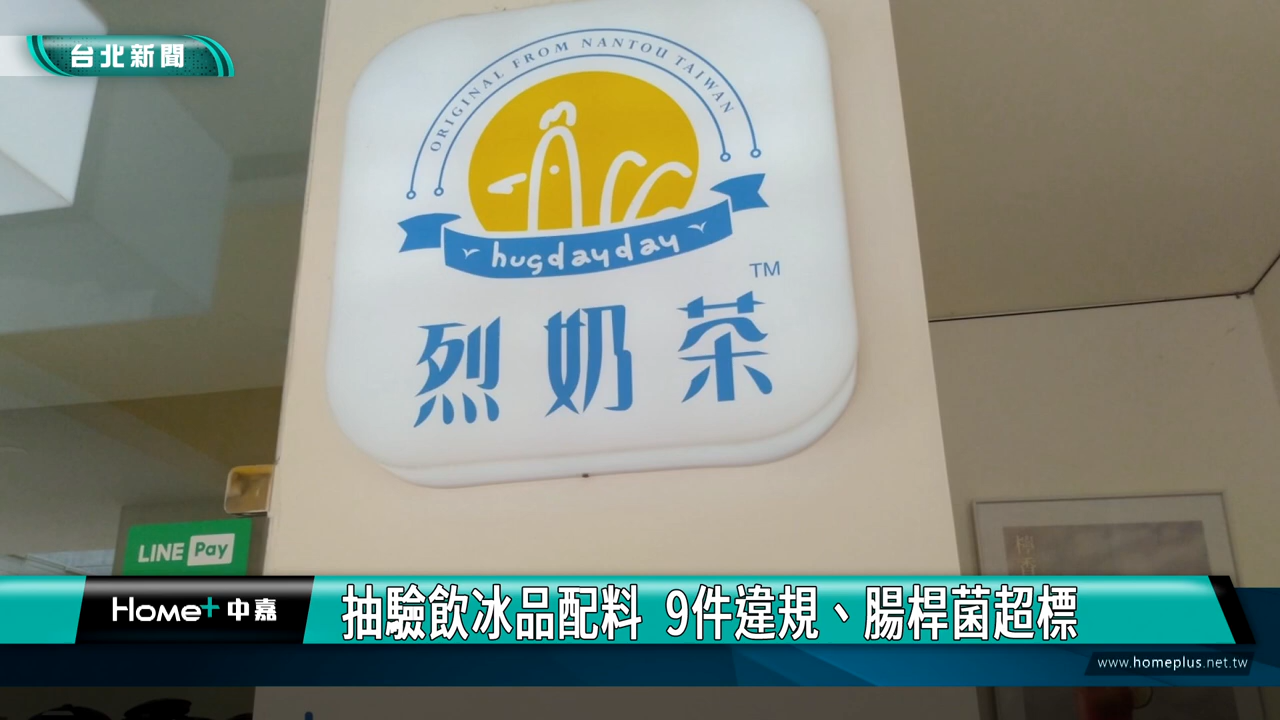 台北新聞
ORIGINAL FROM NANTOU TAIWAN
hugdayday
TM
烈奶茶
LINE Pay
Home+中嘉
抽驗飲冰品配料 9件違規、腸桿菌超標
www.homeplus.net.tw